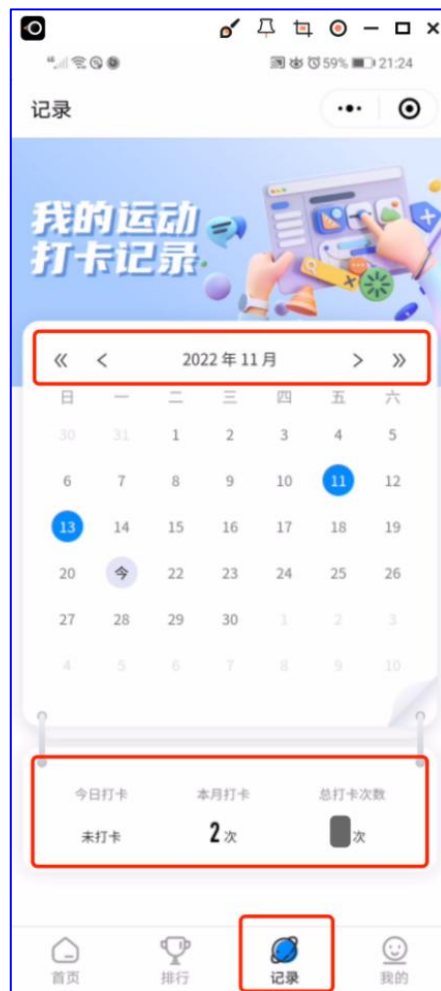 59% 21:24
记录
我的运动
打卡记录
« < 2022 年 11 月 > »
日 一 二 三 四 五 六
30 31 1 2 3 4 5
6 7 8 9 10 11 12
13 14 15 16 17 18 19
20 今 22 23 24 25 26
27 28 29 30 1 2 3
4 5 6 7 8 9 10
今日打卡 本月打卡 总打卡次数
未打卡 2 次 次
首页 排行 记录 我的